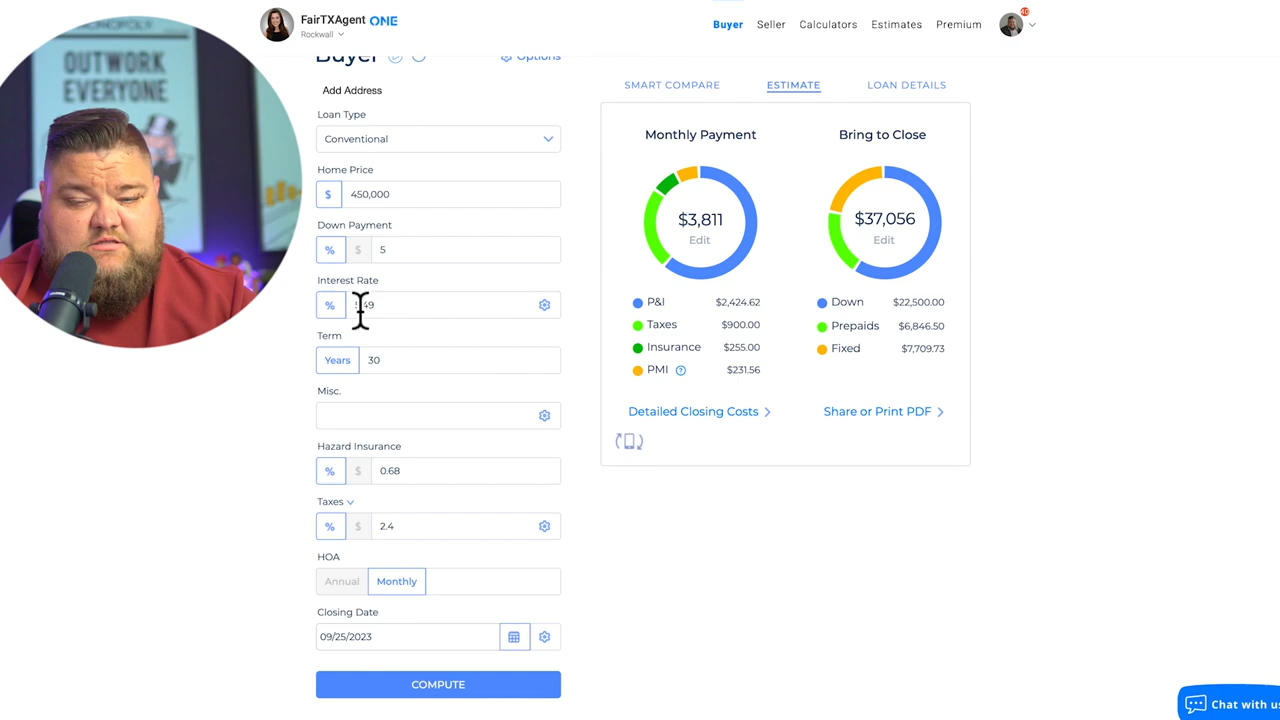 MONOPOLY
OUTWORK
EVERYONE
FairTXAgent ONE
Rockwall
Buyer
Seller
Calculators
Estimates
Premium
40
Buyer
Options
Add Address
Loan Type
Conventional
Home Price
$ 450,000
Down Payment
% $ 5
Interest Rate
% 49
Term
Years 30
Misc.
Hazard Insurance
% $ 0.68
Taxes
% $ 2.4
HOA
Annual Monthly
Closing Date
09/25/2023
COMPUTE
SMART COMPARE
ESTIMATE
LOAN DETAILS
Monthly Payment
$3,811
Edit
P&I $2,424.62
Taxes $900.00
Insurance $255.00
PMI ? $231.56
Detailed Closing Costs
Bring to Close
$37,056
Edit
Down $22,500.00
Prepaids $6,846.50
Fixed $7,709.73
Share or Print PDF
Chat with us